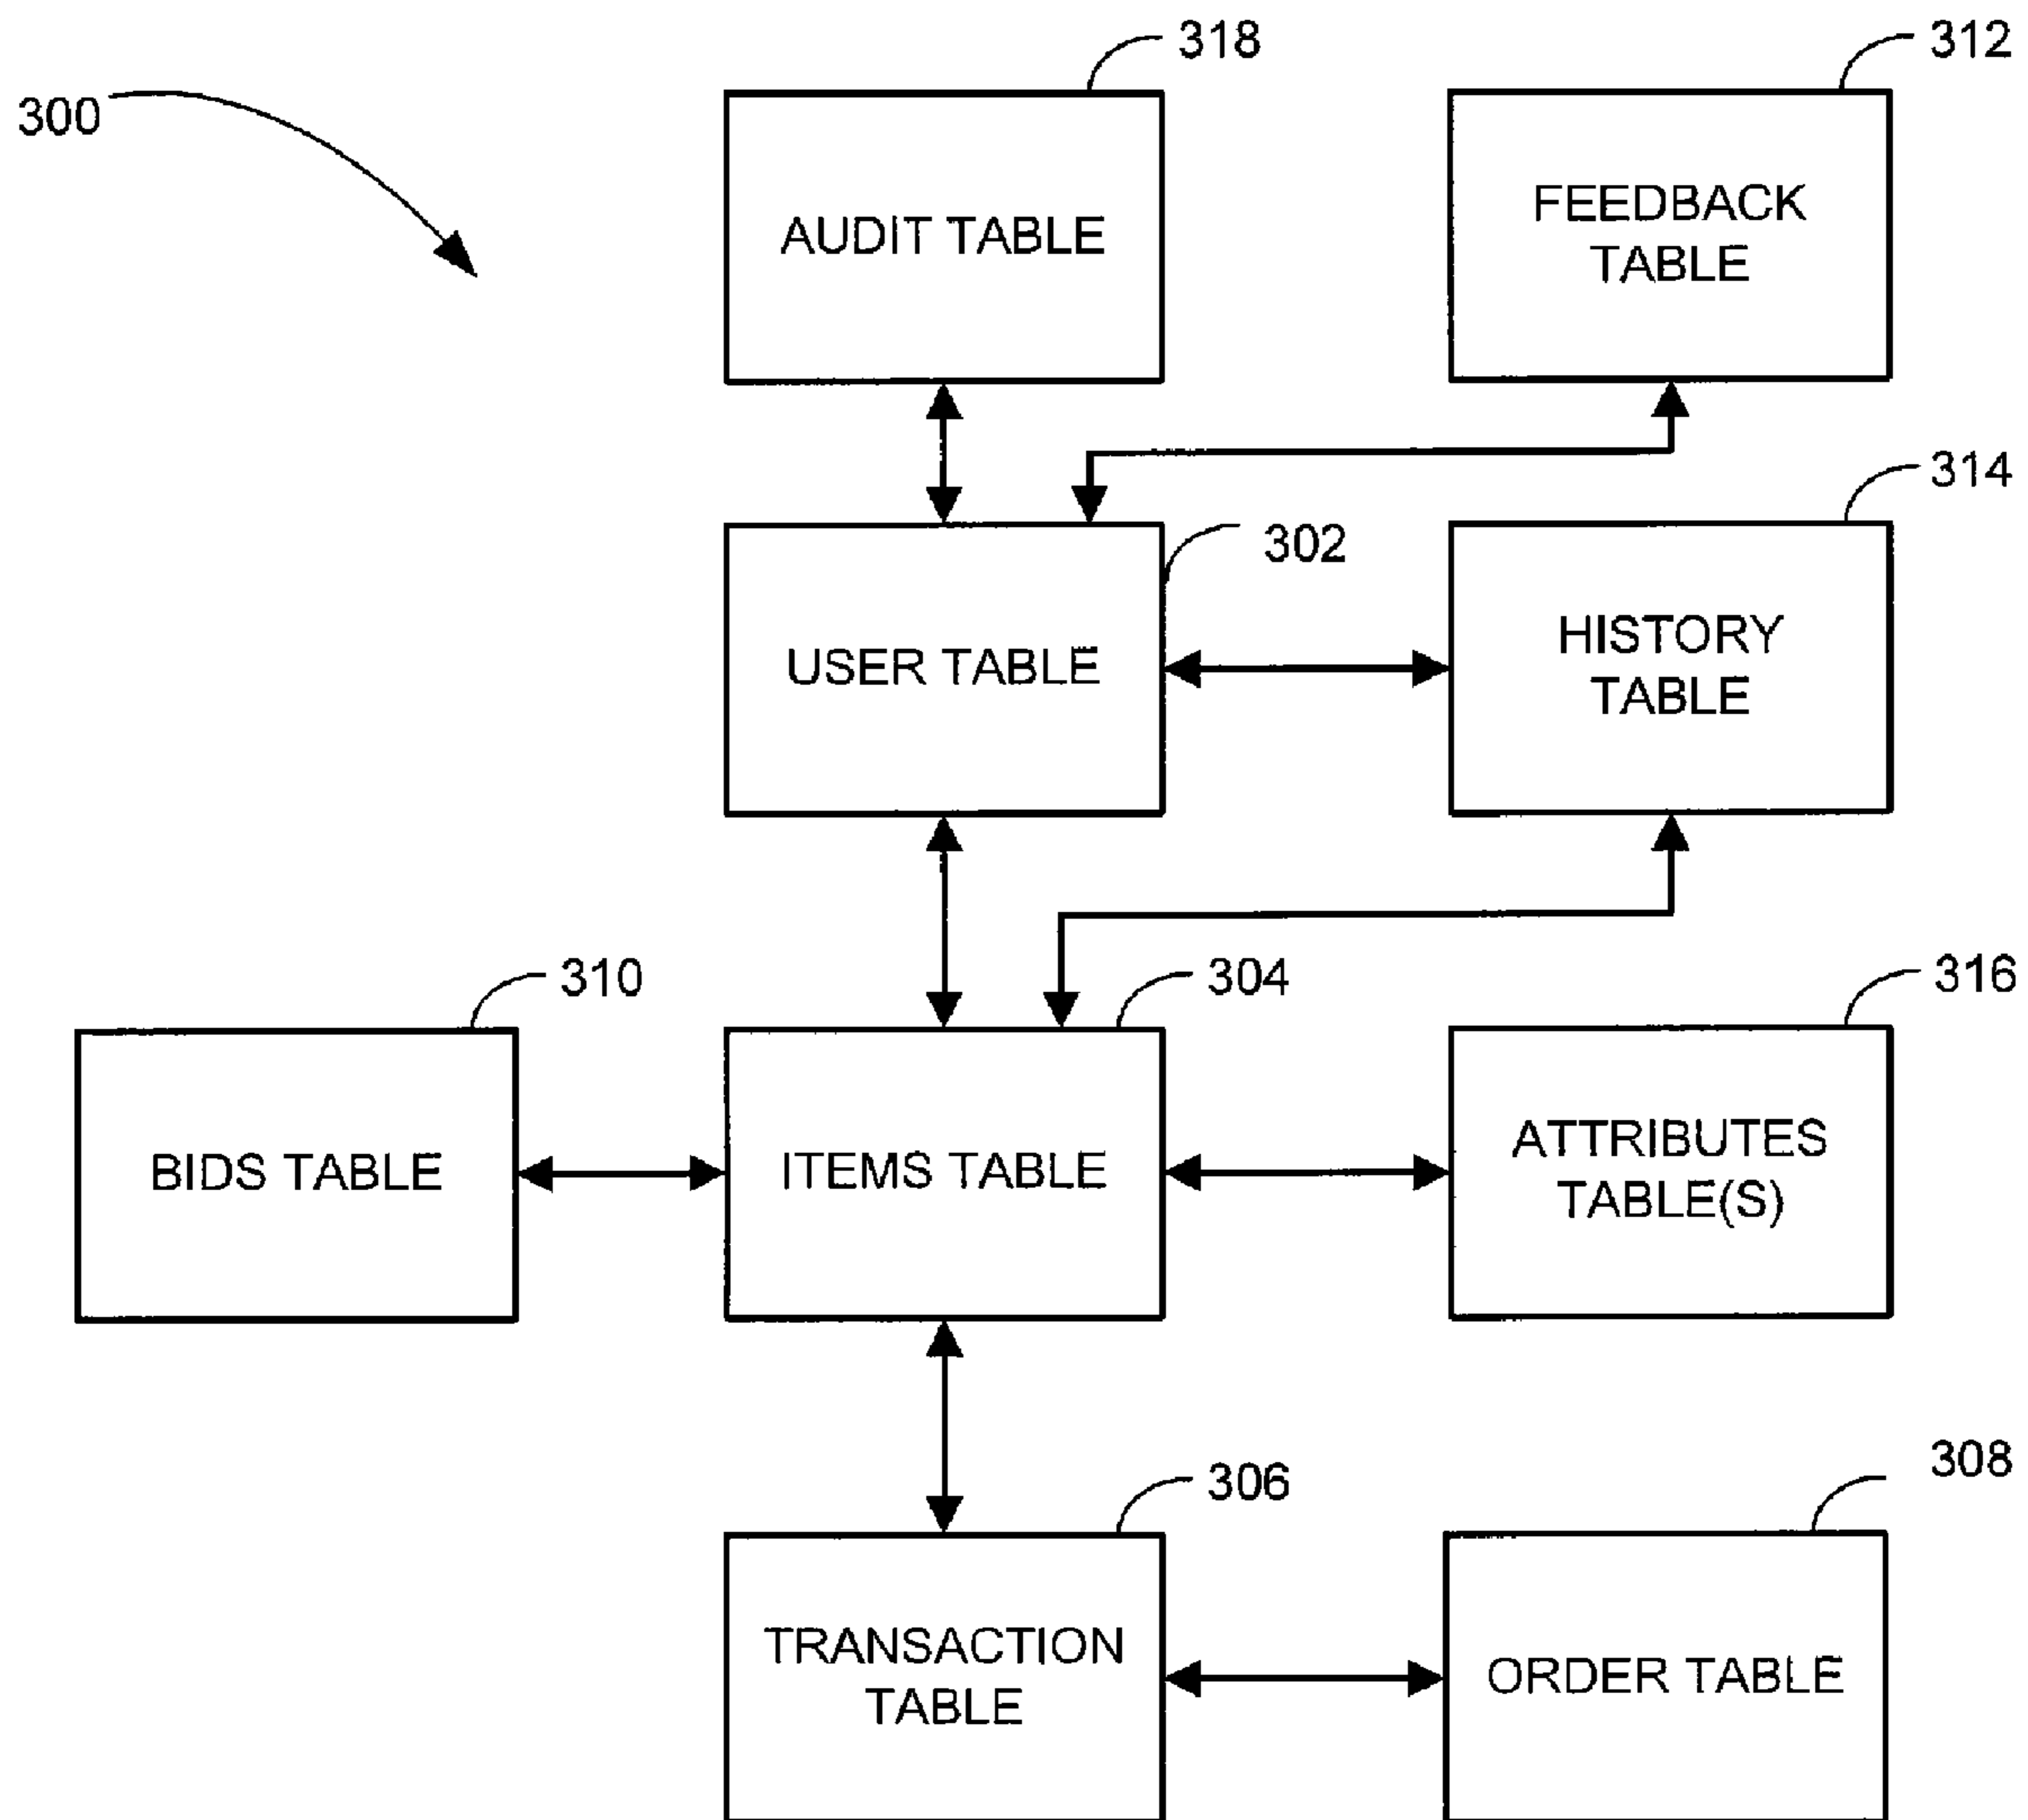 318
312
300
AUDIT TABLE
FEEDBACK
TABLE
314
302
USER TABLE
HISTORY
TABLE
310
304
316
BIDS TABLE
ITEMS TABLE
ATTRIBUTES
TABLE(S)
306
308
TRANSACTION
TABLE
ORDER TABLE